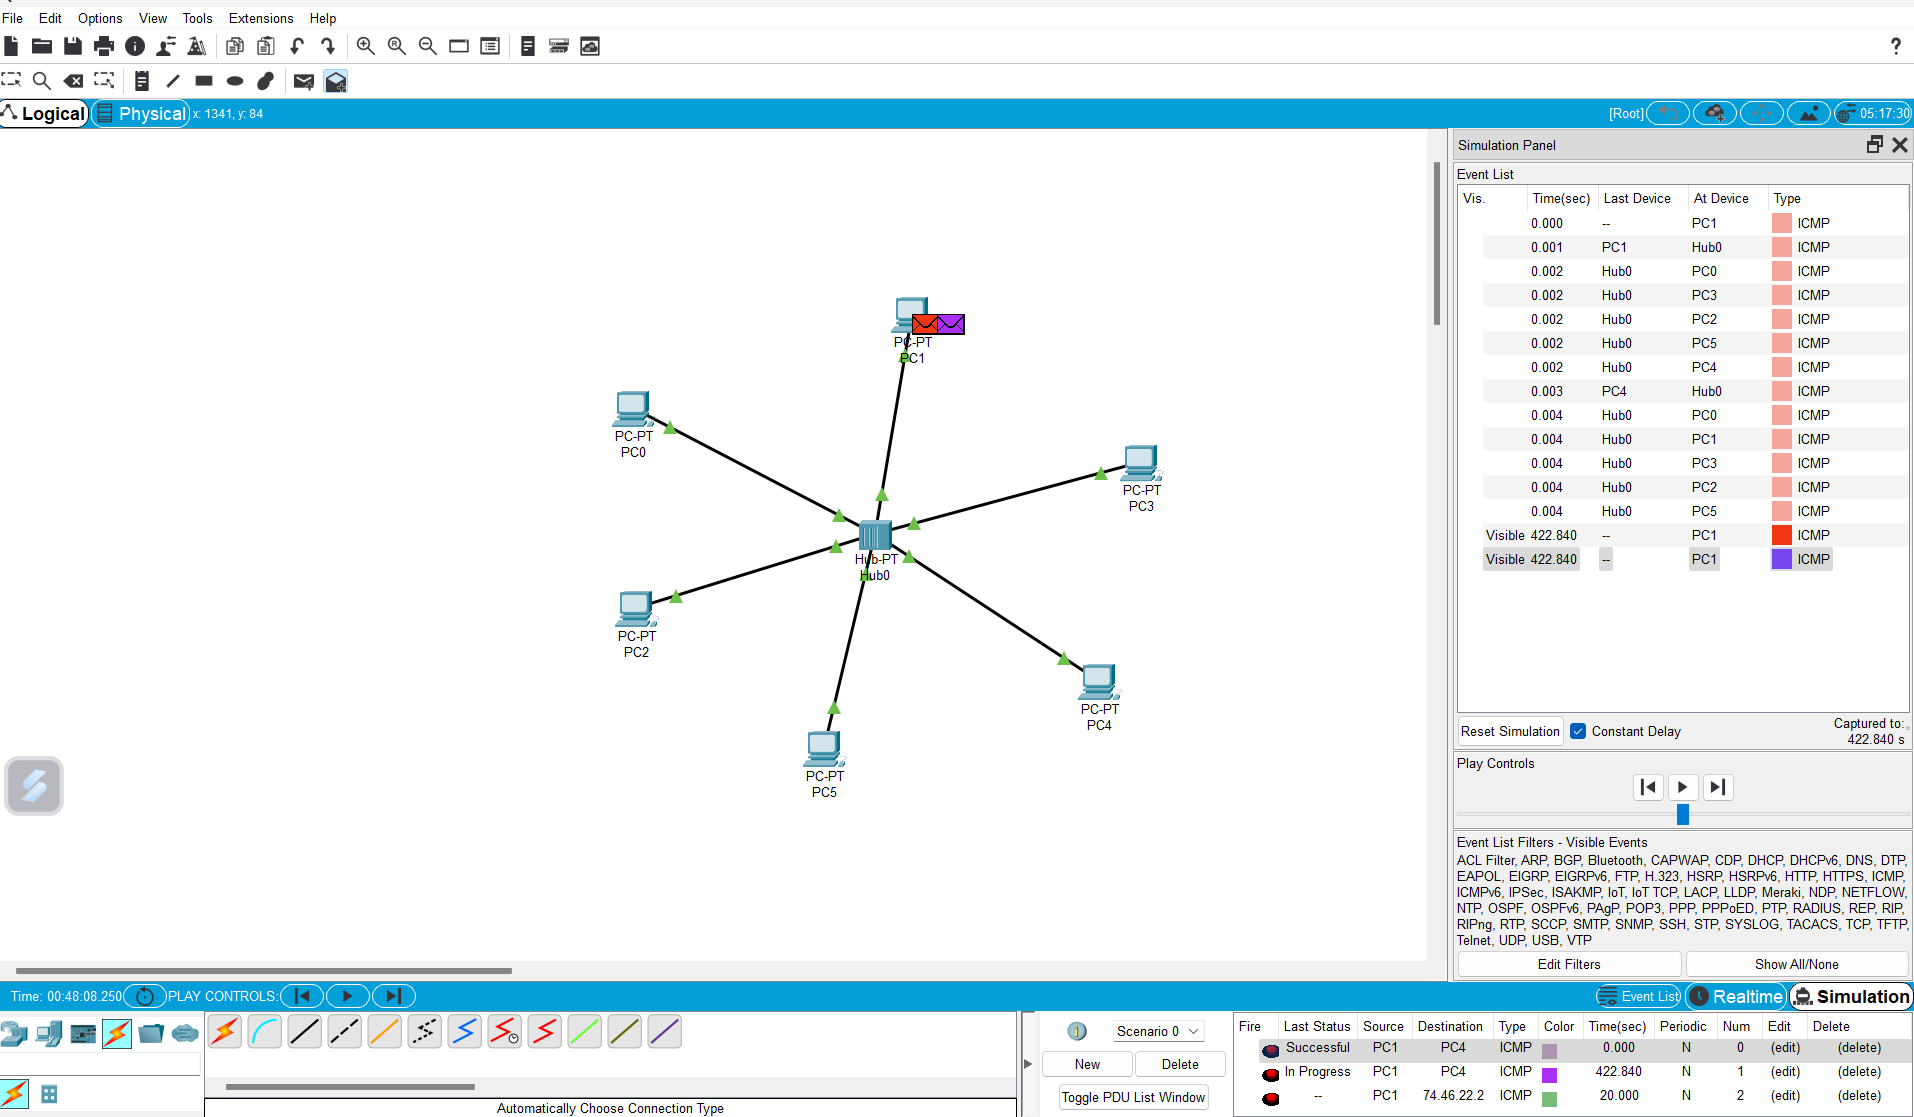 File Edit Options View Tools Extensions Help
?
Logical Physical x: 1341, y: 84 [Root] 05:17:30
Simulation Panel
Event List
Vis. Time(sec) Last Device At Device Type
0.000 -- PC1 ICMP
0.001 PC1 Hub0 ICMP
0.002 Hub0 PC0 ICMP
0.002 Hub0 PC3 ICMP
0.002 Hub0 PC2 ICMP
0.002 Hub0 PC5 ICMP
0.002 Hub0 PC4 ICMP
0.003 PC4 Hub0 ICMP
0.004 Hub0 PC0 ICMP
0.004 Hub0 PC1 ICMP
0.004 Hub0 PC3 ICMP
0.004 Hub0 PC2 ICMP
0.004 Hub0 PC5 ICMP
Visible 422.840 -- PC1 ICMP
Visible 422.840 -- PC1 ICMP
PC-PT
PC1
PC-PT
PC0
PC-PT
PC3
Hub-PT
Hub0
PC-PT
PC2
PC-PT
PC4
PC-PT
PC5
Reset Simulation Constant Delay Captured to:
422.840 s
Play Controls
Event List Filters - Visible Events
ACL Filter, ARP, BGP, Bluetooth, CAPWAP, CDP, DHCP, DHCPv6, DNS, DTP,
EAPOL, EIGRP, EIGRPv6, FTP, H.323, HSRP, HSRPv6, HTTP, HTTPS, ICMP,
ICMPv6, IPSec, ISAKMP, IoT, IoT TCP, LACP, LLDP, Meraki, NDP, NETFLOW,
NTP, OSPF, OSPFv6, PAgP, POP3, PPP, PPPoED, PTP, RADIUS, REP, RIP,
RIPng, RTP, SCCP, SMTP, SNMP, SSH, STP, SYSLOG, TACACS, TCP, TFTP,
Telnet, UDP, USB, VTP
Edit Filters Show All/None
Time: 00:48:08.250 PLAY CONTROLS: Event List Realtime Simulation
Scenario 0
New Delete
Toggle PDU List Window
Fire Last Status Source Destination Type Color Time(sec) Periodic Num Edit Delete
Successful PC1 PC4 ICMP 0.000 N 0 (edit) (delete)
In Progress PC1 PC4 ICMP 422.840 N 1 (edit) (delete)
-- PC1 74.46.22.2 ICMP 20.000 N 2 (edit) (delete)
Automatically Choose Connection Type